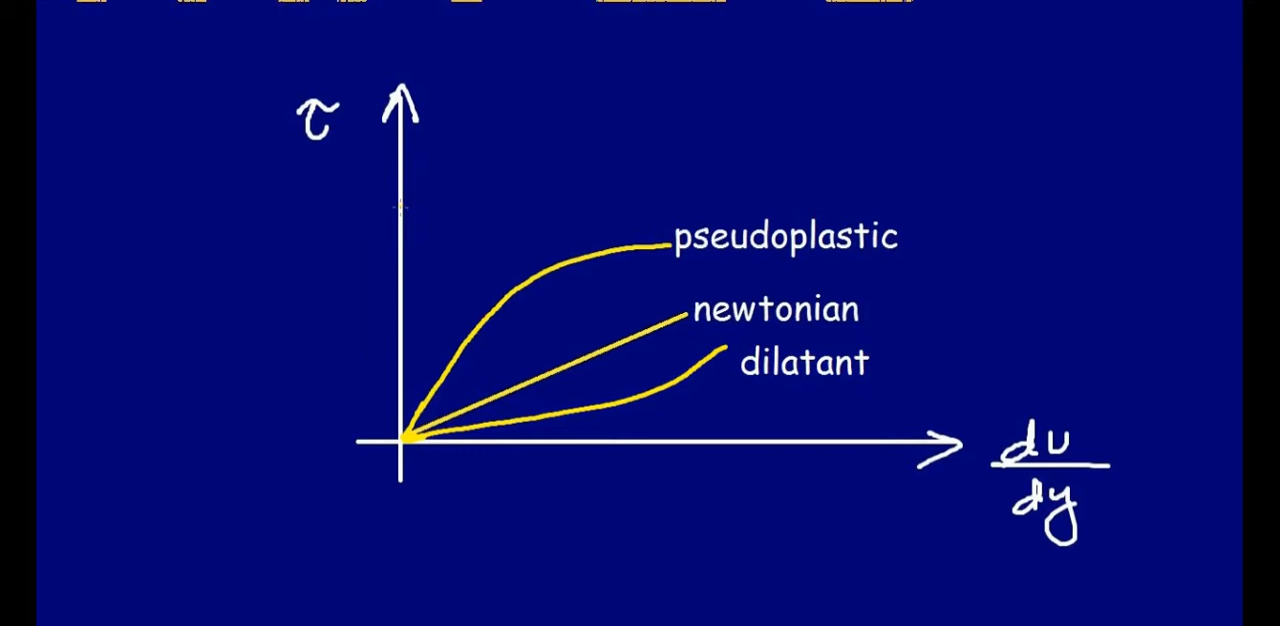 τ
pseudoplastic
newtonian
dilatant
du
dy